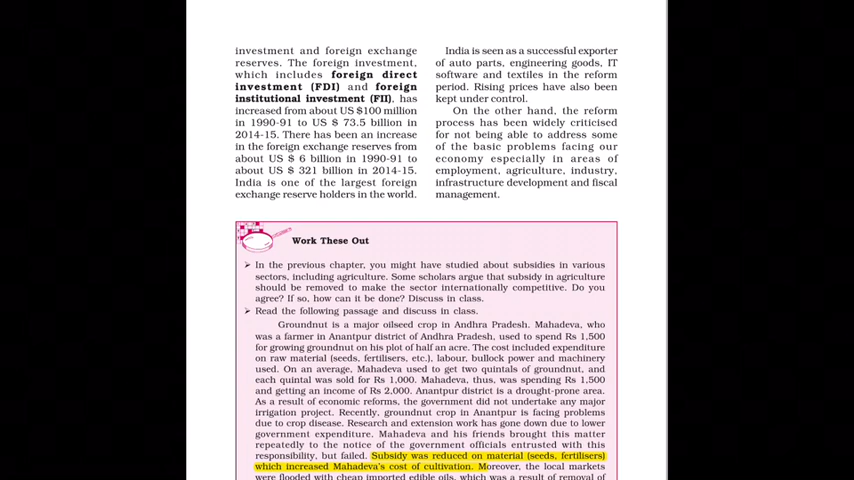 investment and foreign exchange
reserves. The foreign investment,
which includes foreign direct
investment (FDI) and foreign
institutional investment (FII), has
increased from about US $100 million
in 1990-91 to US $ 73.5 billion in
2014-15. There has been an increase
in the foreign exchange reserves from
about US $ 6 billion in 1990-91 to
about US $ 321 billion in 2014-15.
India is one of the largest foreign
exchange reserve holders in the world.
India is seen as a successful exporter
of auto parts, engineering goods, IT
software and textiles in the reform
period. Rising prices have also been
kept under control.
On the other hand, the reform
process has been widely criticised
for not being able to address some
of the basic problems facing our
economy especially in areas of
employment, agriculture, industry,
infrastructure development and fiscal
management.
Work These Out
➢ In the previous chapter, you might have studied about subsidies in various
sectors, including agriculture. Some scholars argue that subsidy in agriculture
should be removed to make the sector internationally competitive. Do you
agree? If so, how can it be done? Discuss in class.
➢ Read the following passage and discuss in class.
Groundnut is a major oilseed crop in Andhra Pradesh. Mahadeva, who
was a farmer in Anantpur district of Andhra Pradesh, used to spend Rs 1,500
for growing groundnut on his plot of half an acre. The cost included expenditure
on raw material (seeds, fertilisers, etc.), labour, bullock power and machinery
used. On an average, Mahadeva used to get two quintals of groundnut, and
each quintal was sold for Rs 1,000. Mahadeva, thus, was spending Rs 1,500
and getting an income of Rs 2,000. Anantpur district is a drought-prone area.
As a result of economic reforms, the government did not undertake any major
irrigation project. Recently, groundnut crop in Anantpur is facing problems
due to crop disease. Research and extension work has gone down due to lower
government expenditure. Mahadeva and his friends brought this matter
repeatedly to the notice of the government officials entrusted with this
responsibility, but failed. Subsidy was reduced on material (seeds, fertilisers)
which increased Mahadeva's cost of cultivation. Moreover, the local markets
were flooded with cheap imported edible oils, which was a result of removal of